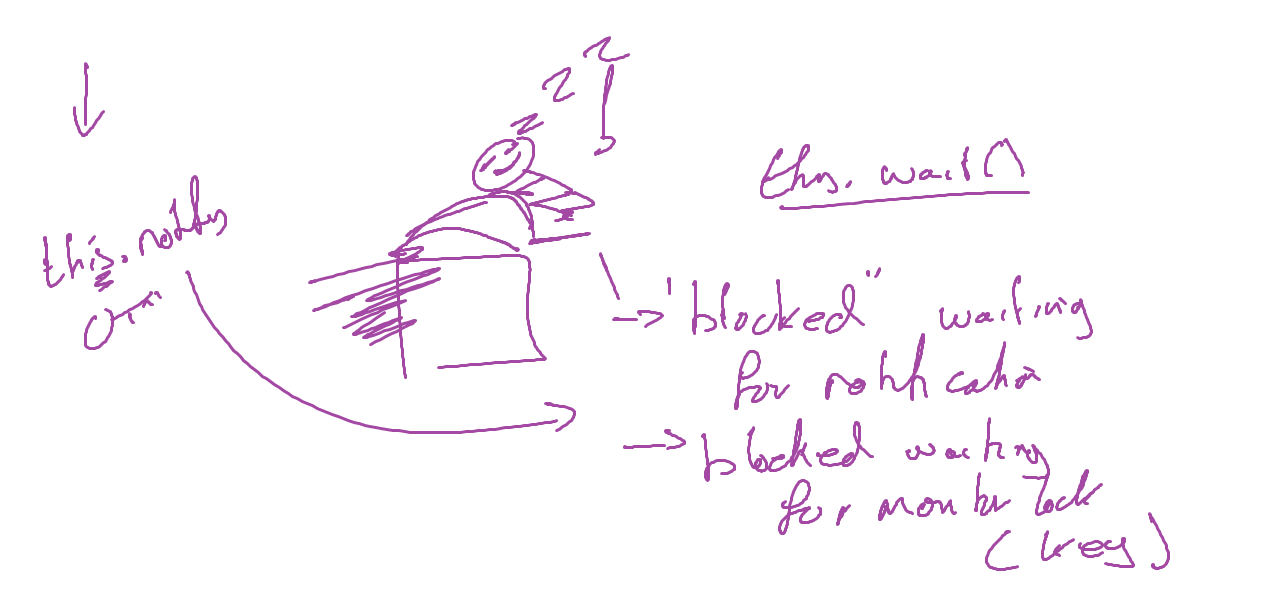 z z z
this.notify
this.wait()
→ "blocked" waiting
for notification
→ blocked waiting
for monitor lock
(key)